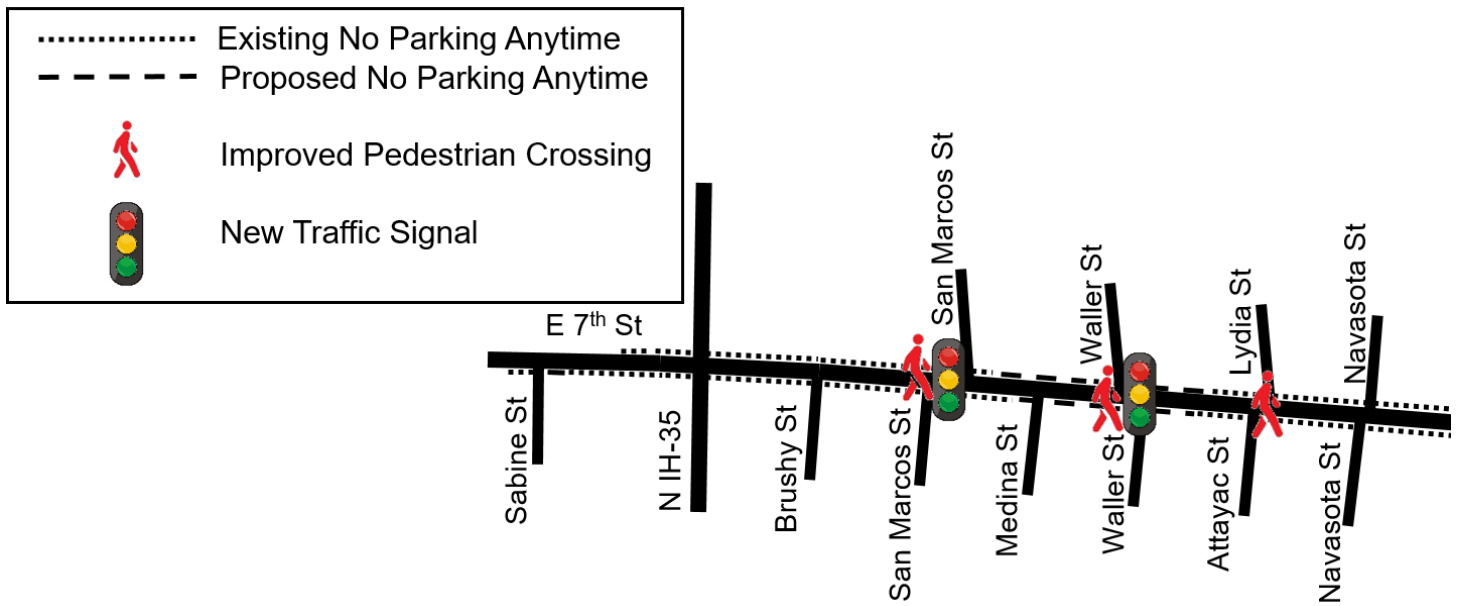 Existing No Parking Anytime
Proposed No Parking Anytime
Improved Pedestrian Crossing
New Traffic Signal
E 7th St
San Marcos St
Waller St
Lydia St
Navasota St
Sabine St
N IH-35
Brushy St
San Marcos St
Medina St
Waller St
Attayac St
Navasota St